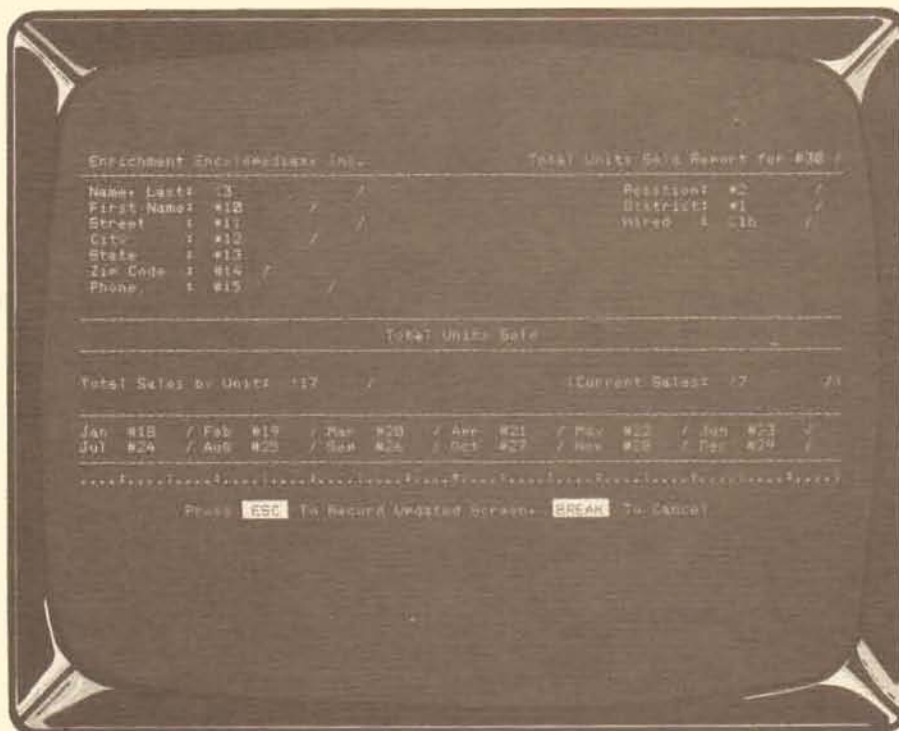 Enrichment Encyclopedias, Inc. Total Units Sold Report for #30 /
Name, Last: !3 /
Position: #2 /
First Name: #10 /
District: #1 /
Street : #11 /
Hired : #16 /
City : #12 /
State : #13
Zip Code : #14 /
Phone. : #15 /
Total Units Sold
Total Sales by Unit: !17 /
(Current Sales: !7 /)
Jan #18 / Feb #19 / Mar #20 / Apr #21 / May #22 / Jun #23 /
Jul #24 / Aug #25 / Sep #26 / Oct #27 / Nov #28 / Dec #29 /
Press ESC To Record Updated Screen, BREAK To Cancel